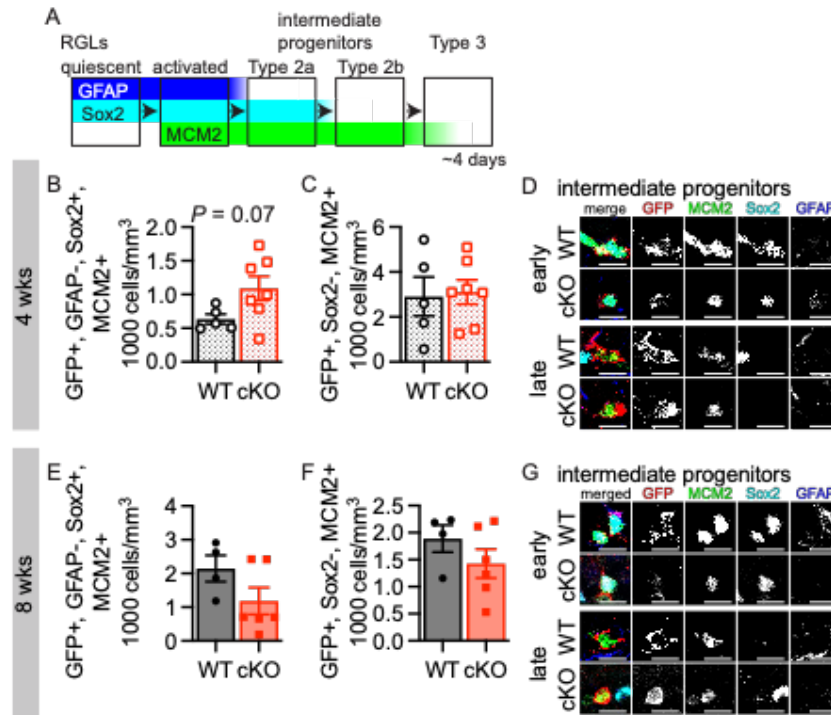 A
intermediate
RGLs progenitors Type 3
quiescent activated Type 2a Type 2b
GFAP
Sox2
MCM2
~4 days
4 wks
B
GFP+, GFAP-, Sox2+,
MCM2+
1000 cells/mm³
P = 0.07
2.0
1.5
1.0
0.5
0.0
WT cKO
C
GFP+, Sox2-, MCM2+
1000 cells/mm³
6
4
2
0
WT cKO
D intermediate progenitors
merge GFP MCM2 Sox2 GFAP
early
WT
cKO
late
WT
cKO
8 wks
E
GFP+, GFAP-, Sox2+,
MCM2+
1000 cells/mm³
4
3
2
1
0
WT cKO
F
GFP+, Sox2-, MCM2+
1000 cells/mm³
2.5
2.0
1.5
1.0
0.5
0.0
WT cKO
G intermediate progenitors
merged GFP MCM2 Sox2 GFAP
early
WT
cKO
late
WT
cKO